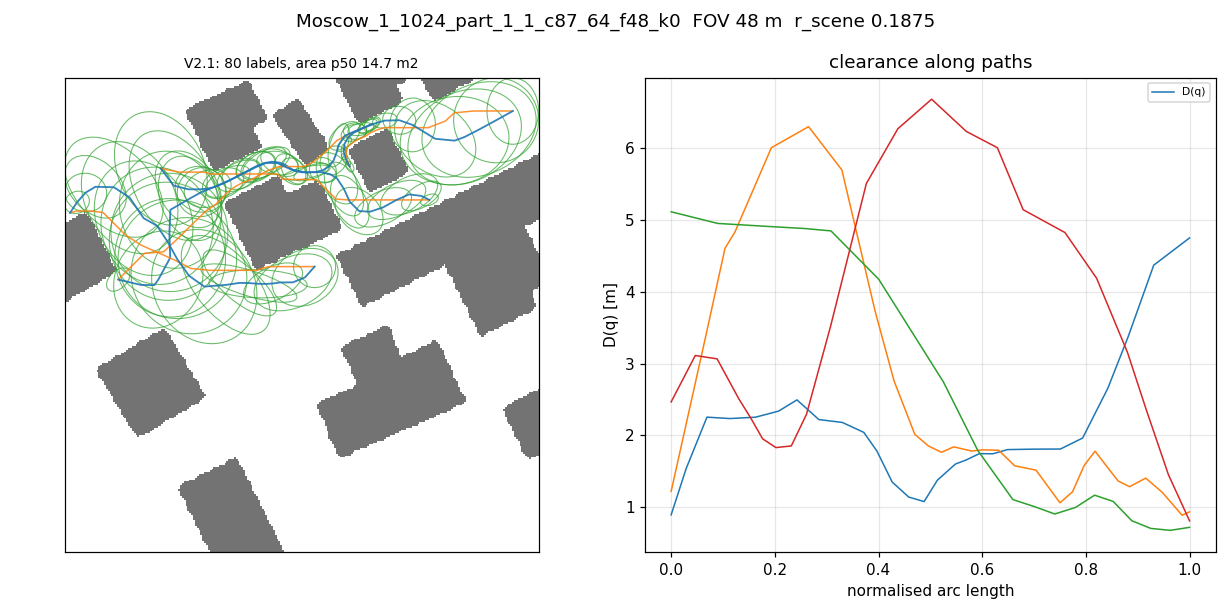 Moscow_1_1024_part_1_1_c87_64_f48_k0 FOV 48 m r_scene 0.1875
V2.1: 80 labels, area p50 14.7 m2
clearance along paths
D(q)
D(q) [m]
6
5
4
3
2
1
0.0 0.2 0.4 0.6 0.8 1.0
normalised arc length